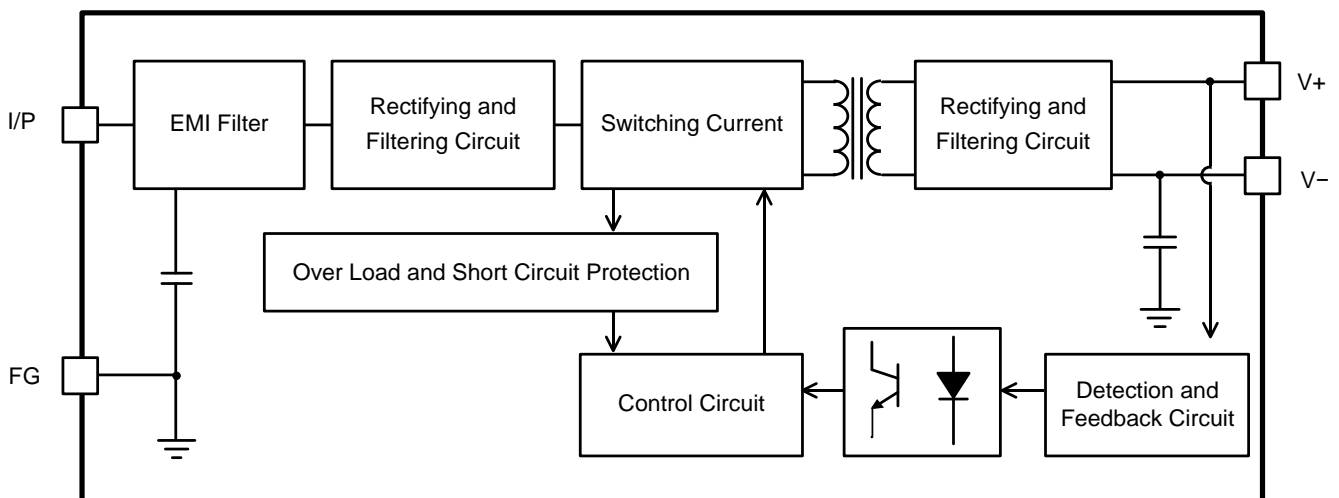 I/P
EMI Filter
Rectifying and
Filtering Circuit
Switching Current
Rectifying and
Filtering Circuit
V+
V−
Over Load and Short Circuit Protection
FG
Control Circuit
Detection and
Feedback Circuit